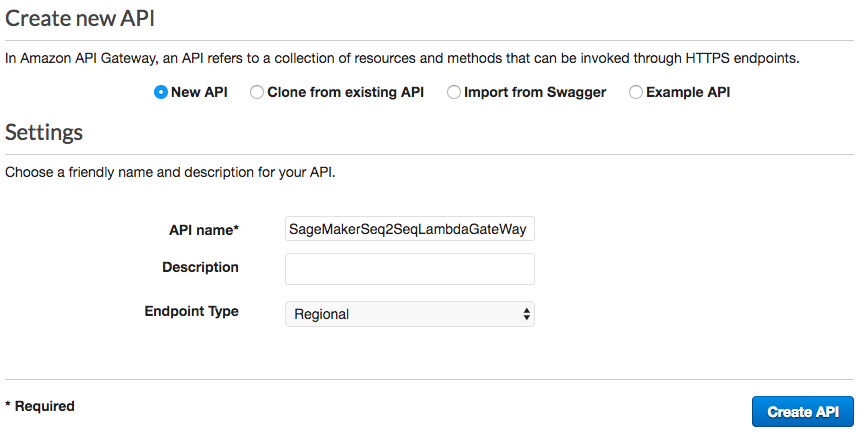 Create new API
In Amazon API Gateway, an API refers to a collection of resources and methods that can be invoked through HTTPS endpoints.
New API Clone from existing API Import from Swagger Example API
Settings
Choose a friendly name and description for your API.
API name* SageMakerSeq2SeqLambdaGateWay
Description
Endpoint Type Regional
* Required Create API